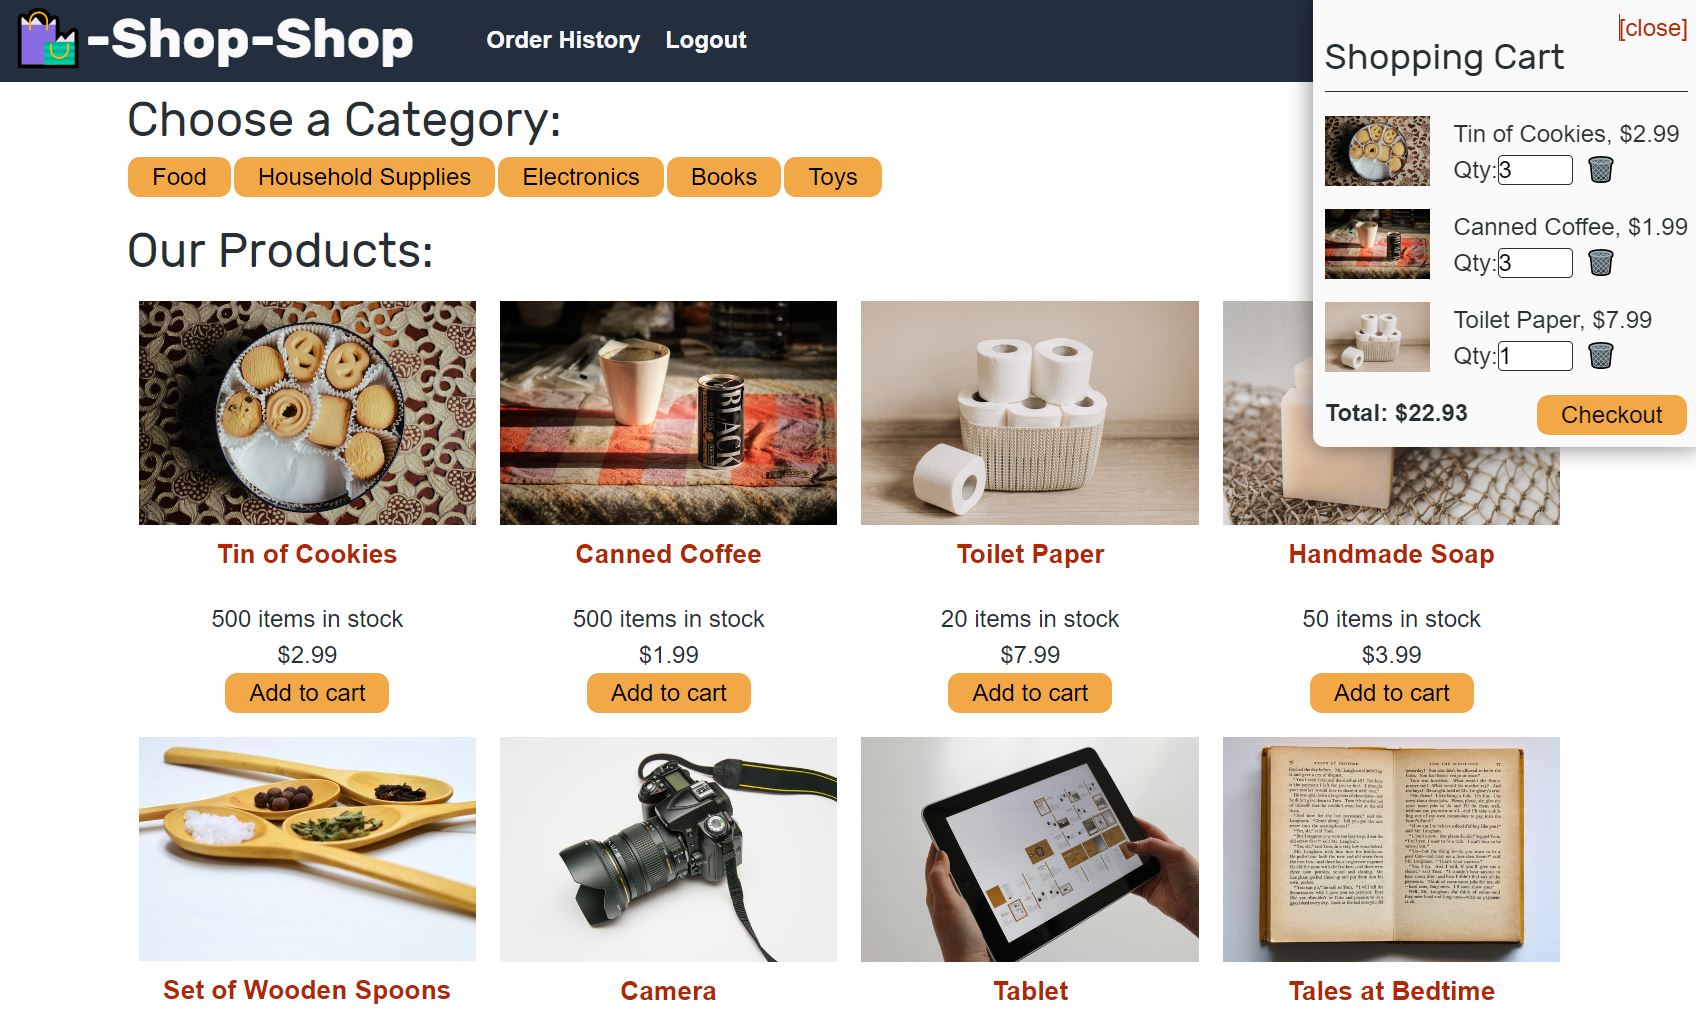 -Shop-Shop
Order History Logout
[close]
Shopping Cart
Tin of Cookies, $2.99
Qty:3
Canned Coffee, $1.99
Qty:3
Toilet Paper, $7.99
Qty:1
Total: $22.93 Checkout
Choose a Category:
Food Household Supplies Electronics Books Toys
Our Products:
BLACK
Tin of Cookies
500 items in stock
$2.99
Add to cart
Canned Coffee
500 items in stock
$1.99
Add to cart
Toilet Paper
20 items in stock
$7.99
Add to cart
Handmade Soap
50 items in stock
$3.99
Add to cart
Set of Wooden Spoons
Camera
Tablet
TALES AT BEDTIME
Tales at Bedtime